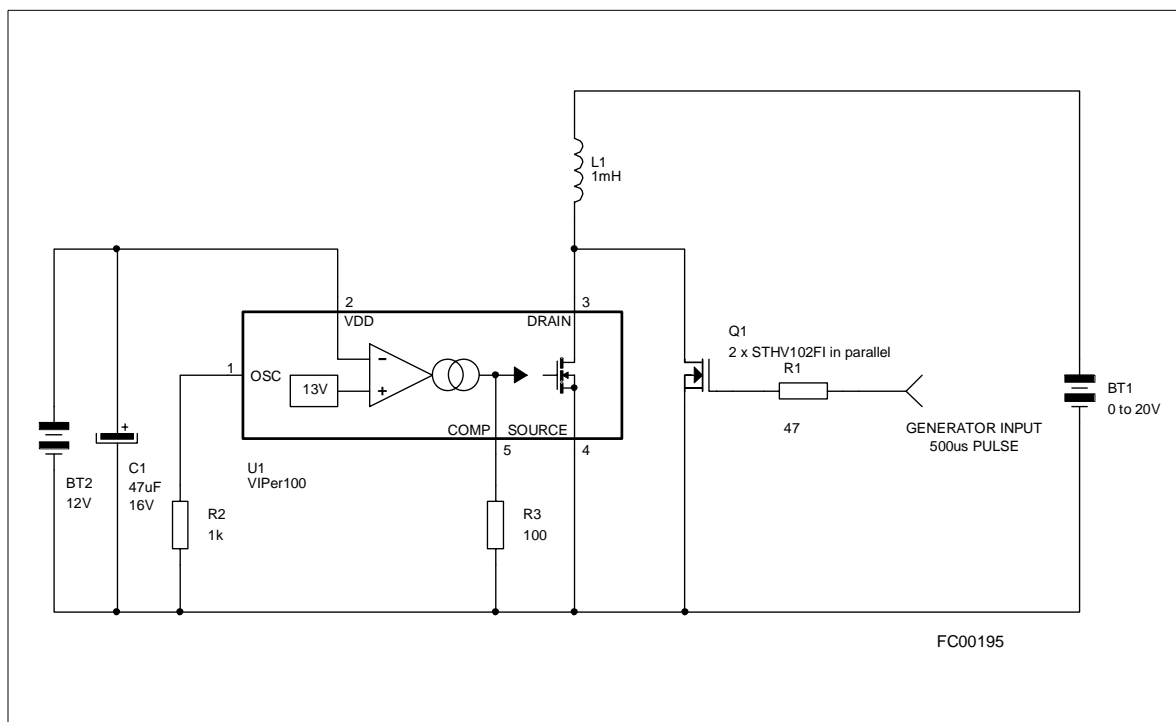 L1
1mH
2
3
VDD
DRAIN
Q1
2 x STHV102FI in parallel
R1
1
OSC
-
13V
+
BT1
0 to 20V
+
47
GENERATOR INPUT
500us PULSE
COMP
SOURCE
5
4
U1
VIPer100
BT2
12V
C1
47uF
16V
R2
1k
R3
100
FC00195